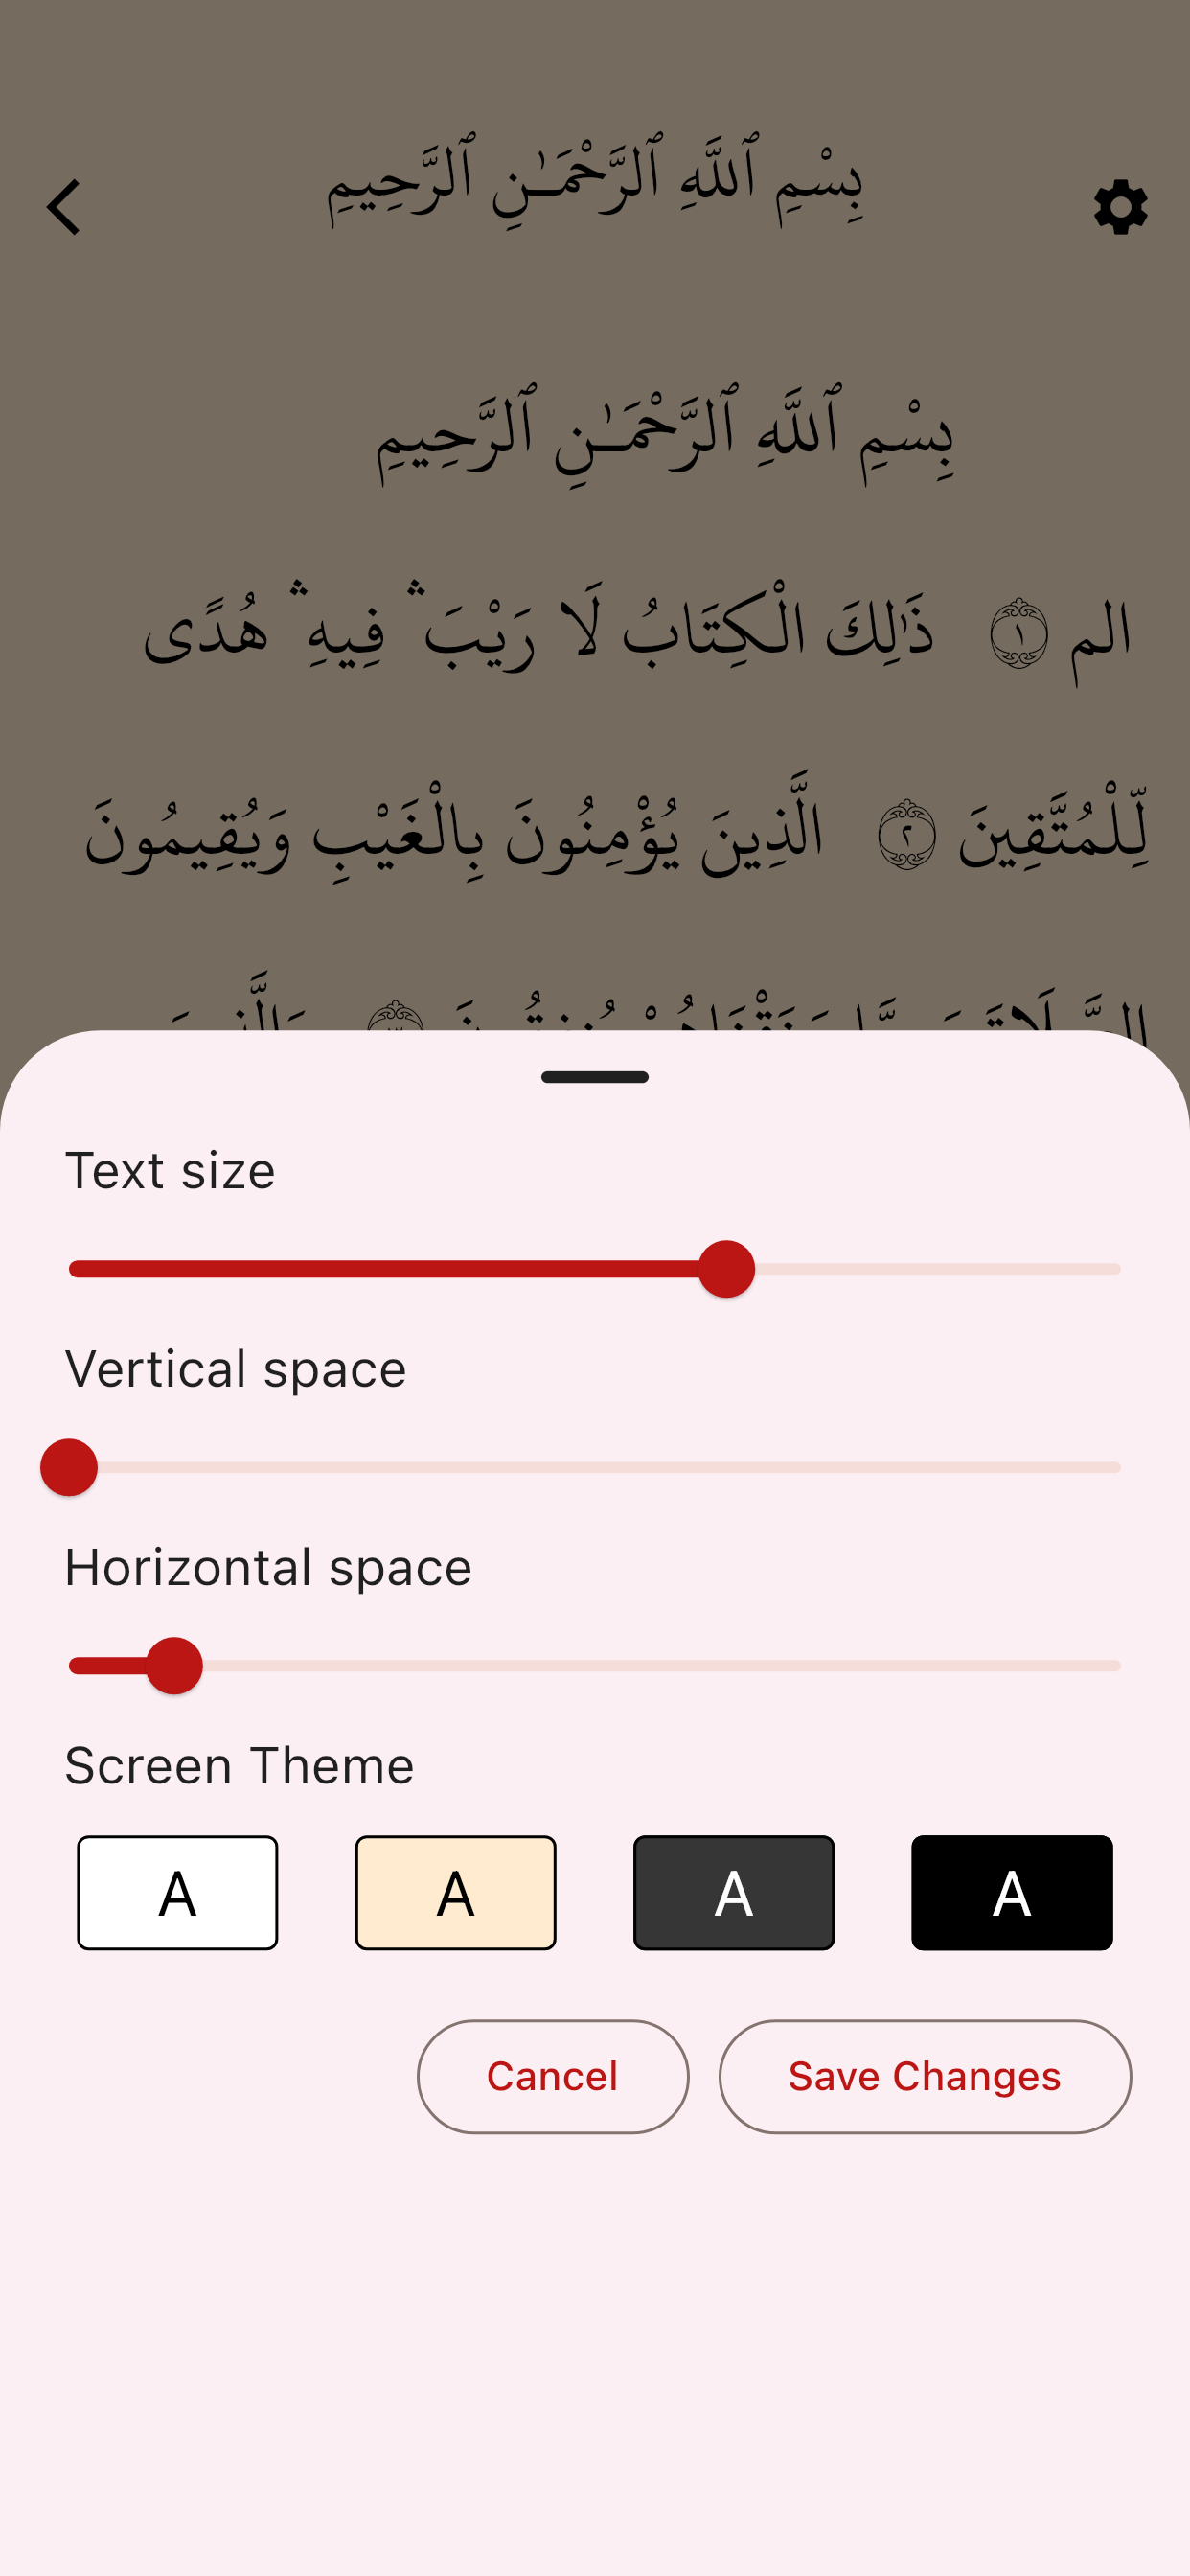 بِسْمِ ٱللَّهِ ٱلرَّحْمَـٰنِ ٱلرَّحِيمِ
بِسْمِ ٱللَّهِ ٱلرَّحْمَـٰنِ ٱلرَّحِيمِ
الم ١ ذَٰلِكَ الْكِتَابُ لَا رَيْبَ ۛ فِيهِ ۛ هُدًى
لِّلْمُتَّقِينَ ٢ الَّذِينَ يُؤْمِنُونَ بِالْغَيْبِ وَيُقِيمُونَ
Text size
Vertical space
Horizontal space
Screen Theme
A A A A
Cancel Save Changes